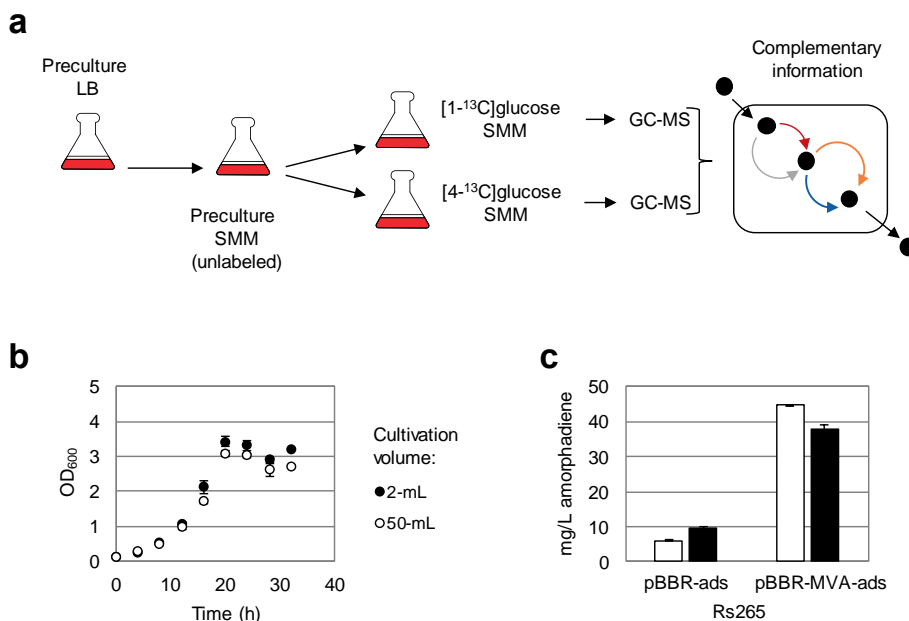 a
Preculture
LB
Preculture
SMM
(unlabeled)
[1-¹³C]glucose
SMM
[4-¹³C]glucose
SMM
GC-MS
GC-MS
Complementary
information
b
5
4
3
2
1
0
OD₆₀₀
0 10 20 30 40
Time (h)
Cultivation
volume:
2-mL
50-mL
c
50
40
30
20
10
0
mg/L amorphadiene
pBBR-ads pBBR-MVA-ads
Rs265